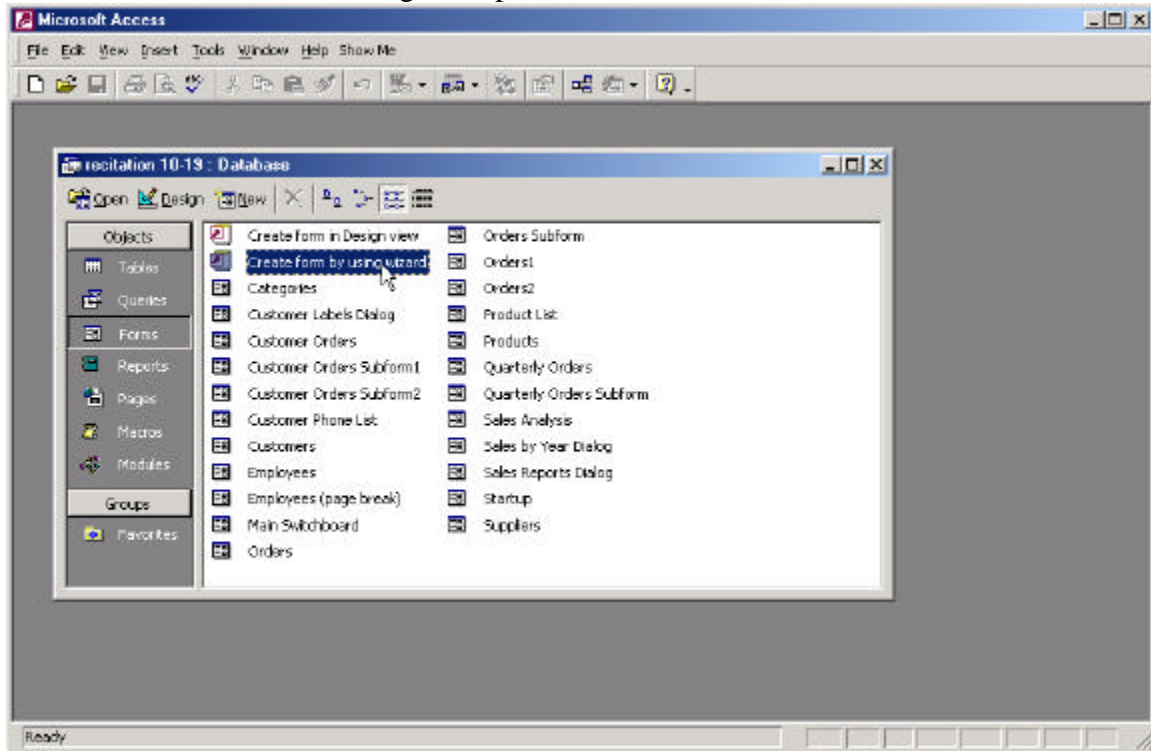 Microsoft Access
File Edit View Insert Tools Window Help Show Me
recitation 10-19 : Database
Open Design New
Objects
Tables
Queries
Forms
Reports
Pages
Macros
Modules
Groups
Favorites
Create form in Design view
Create form by using wizard
Categories
Customer Labels Dialog
Customer Orders
Customer Orders Subform1
Customer Orders Subform2
Customer Phone List
Customers
Employees
Employees (page break)
Main Switchboard
Orders
Orders Subform
Orders1
Orders2
Product List
Products
Quarterly Orders
Quarterly Orders Subform
Sales Analysis
Sales by Year Dialog
Sales Reports Dialog
Startup
Suppliers
Ready